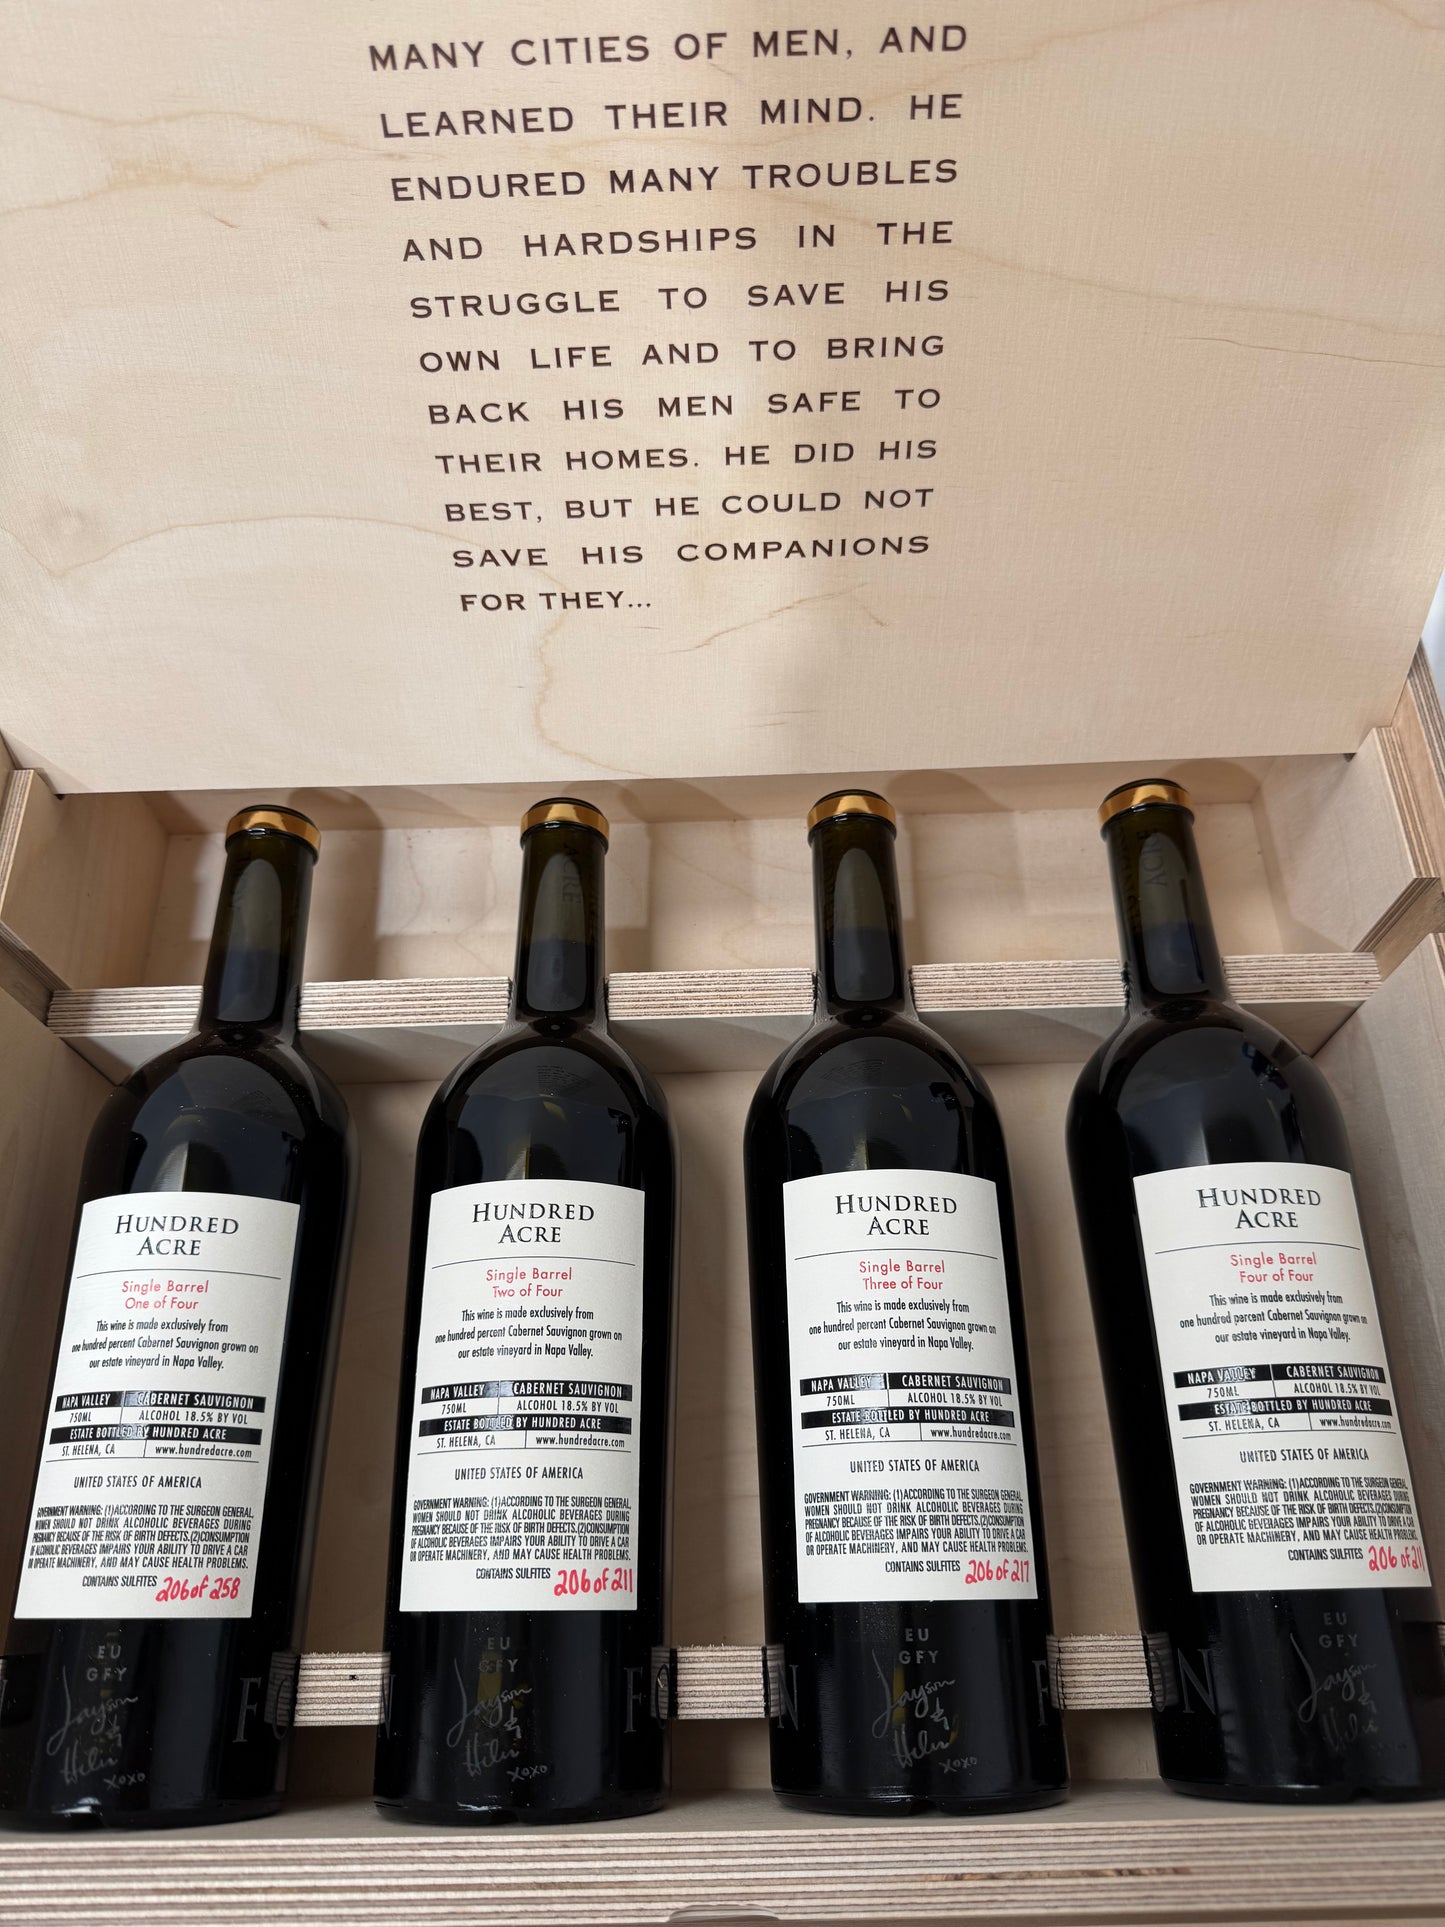 MANY CITIES OF MEN, AND
LEARNED THEIR MIND. HE
ENDURED MANY TROUBLES
AND HARDSHIPS IN THE
STRUGGLE TO SAVE HIS
OWN LIFE AND TO BRING
BACK HIS MEN SAFE TO
THEIR HOMES. HE DID HIS
BEST, BUT HE COULD NOT
SAVE HIS COMPANIONS
FOR THEY...
HUNDRED
ACRE
Single Barrel
One of Four
This wine is made exclusively from
one hundred percent Cabernet Sauvignon grown on
our estate vineyard in Napa Valley.
NAPA VALLEY CABERNET SAUVIGNON
750ML ALCOHOL 18.5% BY VOL
ESTATE BOTTLED BY HUNDRED ACRE
ST. HELENA, CA www.hundredacre.com
UNITED STATES OF AMERICA
GOVERNMENT WARNING: (1)ACCORDING TO THE SURGEON GENERAL,
WOMEN SHOULD NOT DRINK ALCOHOLIC BEVERAGES DURING
PREGNANCY BECAUSE OF THE RISK OF BIRTH DEFECTS.(2)CONSUMPTION
OF ALCOHOLIC BEVERAGES IMPAIRS YOUR ABILITY TO DRIVE A CAR
OR OPERATE MACHINERY, AND MAY CAUSE HEALTH PROBLEMS.
CONTAINS SULFITES 206 of 258
EU
GFY
Jayson
&
Helen
xoxo
HUNDRED
ACRE
Single Barrel
Two of Four
This wine is made exclusively from
one hundred percent Cabernet Sauvignon grown on
our estate vineyard in Napa Valley.
NAPA VALLEY CABERNET SAUVIGNON
750ML ALCOHOL 18.5% BY VOL
ESTATE BOTTLED BY HUNDRED ACRE
ST. HELENA, CA www.hundredacre.com
UNITED STATES OF AMERICA
GOVERNMENT WARNING: (1)ACCORDING TO THE SURGEON GENERAL,
WOMEN SHOULD NOT DRINK ALCOHOLIC BEVERAGES DURING
PREGNANCY BECAUSE OF THE RISK OF BIRTH DEFECTS.(2)CONSUMPTION
OF ALCOHOLIC BEVERAGES IMPAIRS YOUR ABILITY TO DRIVE A CAR
OR OPERATE MACHINERY, AND MAY CAUSE HEALTH PROBLEMS.
CONTAINS SULFITES 206 of 211
EU
GFY
Jayson
&
Helen
xoxo
HUNDRED
ACRE
Single Barrel
Three of Four
This wine is made exclusively from
one hundred percent Cabernet Sauvignon grown on
our estate vineyard in Napa Valley.
NAPA VALLEY CABERNET SAUVIGNON
750ML ALCOHOL 18.5% BY VOL
ESTATE BOTTLED BY HUNDRED ACRE
ST. HELENA, CA www.hundredacre.com
UNITED STATES OF AMERICA
GOVERNMENT WARNING: (1)ACCORDING TO THE SURGEON GENERAL,
WOMEN SHOULD NOT DRINK ALCOHOLIC BEVERAGES DURING
PREGNANCY BECAUSE OF THE RISK OF BIRTH DEFECTS.(2)CONSUMPTION
OF ALCOHOLIC BEVERAGES IMPAIRS YOUR ABILITY TO DRIVE A CAR
OR OPERATE MACHINERY, AND MAY CAUSE HEALTH PROBLEMS.
CONTAINS SULFITES 206 of 217
EU
GFY
Jayson
&
Helen
xoxo
HUNDRED
ACRE
Single Barrel
Four of Four
This wine is made exclusively from
one hundred percent Cabernet Sauvignon grown on
our estate vineyard in Napa Valley.
NAPA VALLEY CABERNET SAUVIGNON
750ML ALCOHOL 18.5% BY VOL
ESTATE BOTTLED BY HUNDRED ACRE
ST. HELENA, CA www.hundredacre.com
UNITED STATES OF AMERICA
GOVERNMENT WARNING: (1)ACCORDING TO THE SURGEON GENERAL,
WOMEN SHOULD NOT DRINK ALCOHOLIC BEVERAGES DURING
PREGNANCY BECAUSE OF THE RISK OF BIRTH DEFECTS.(2)CONSUMPTION
OF ALCOHOLIC BEVERAGES IMPAIRS YOUR ABILITY TO DRIVE A CAR
OR OPERATE MACHINERY, AND MAY CAUSE HEALTH PROBLEMS.
CONTAINS SULFITES 206 of 211
EU
GFY
Jayson
&